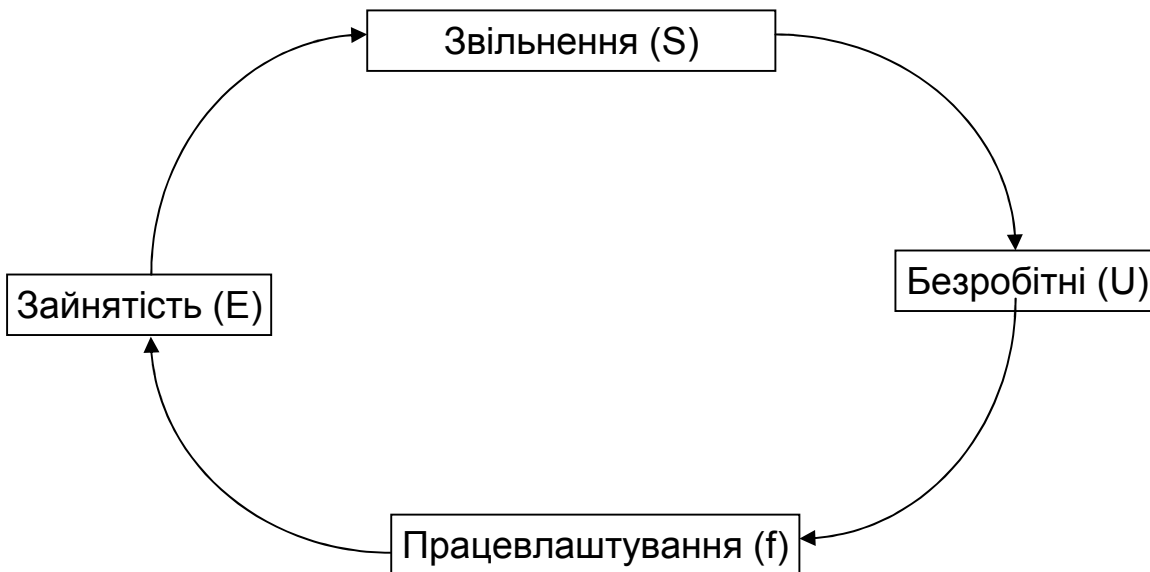 Звільнення (S)
Безробітні (U)
Зайнятість (E)
Працевлаштування (f)